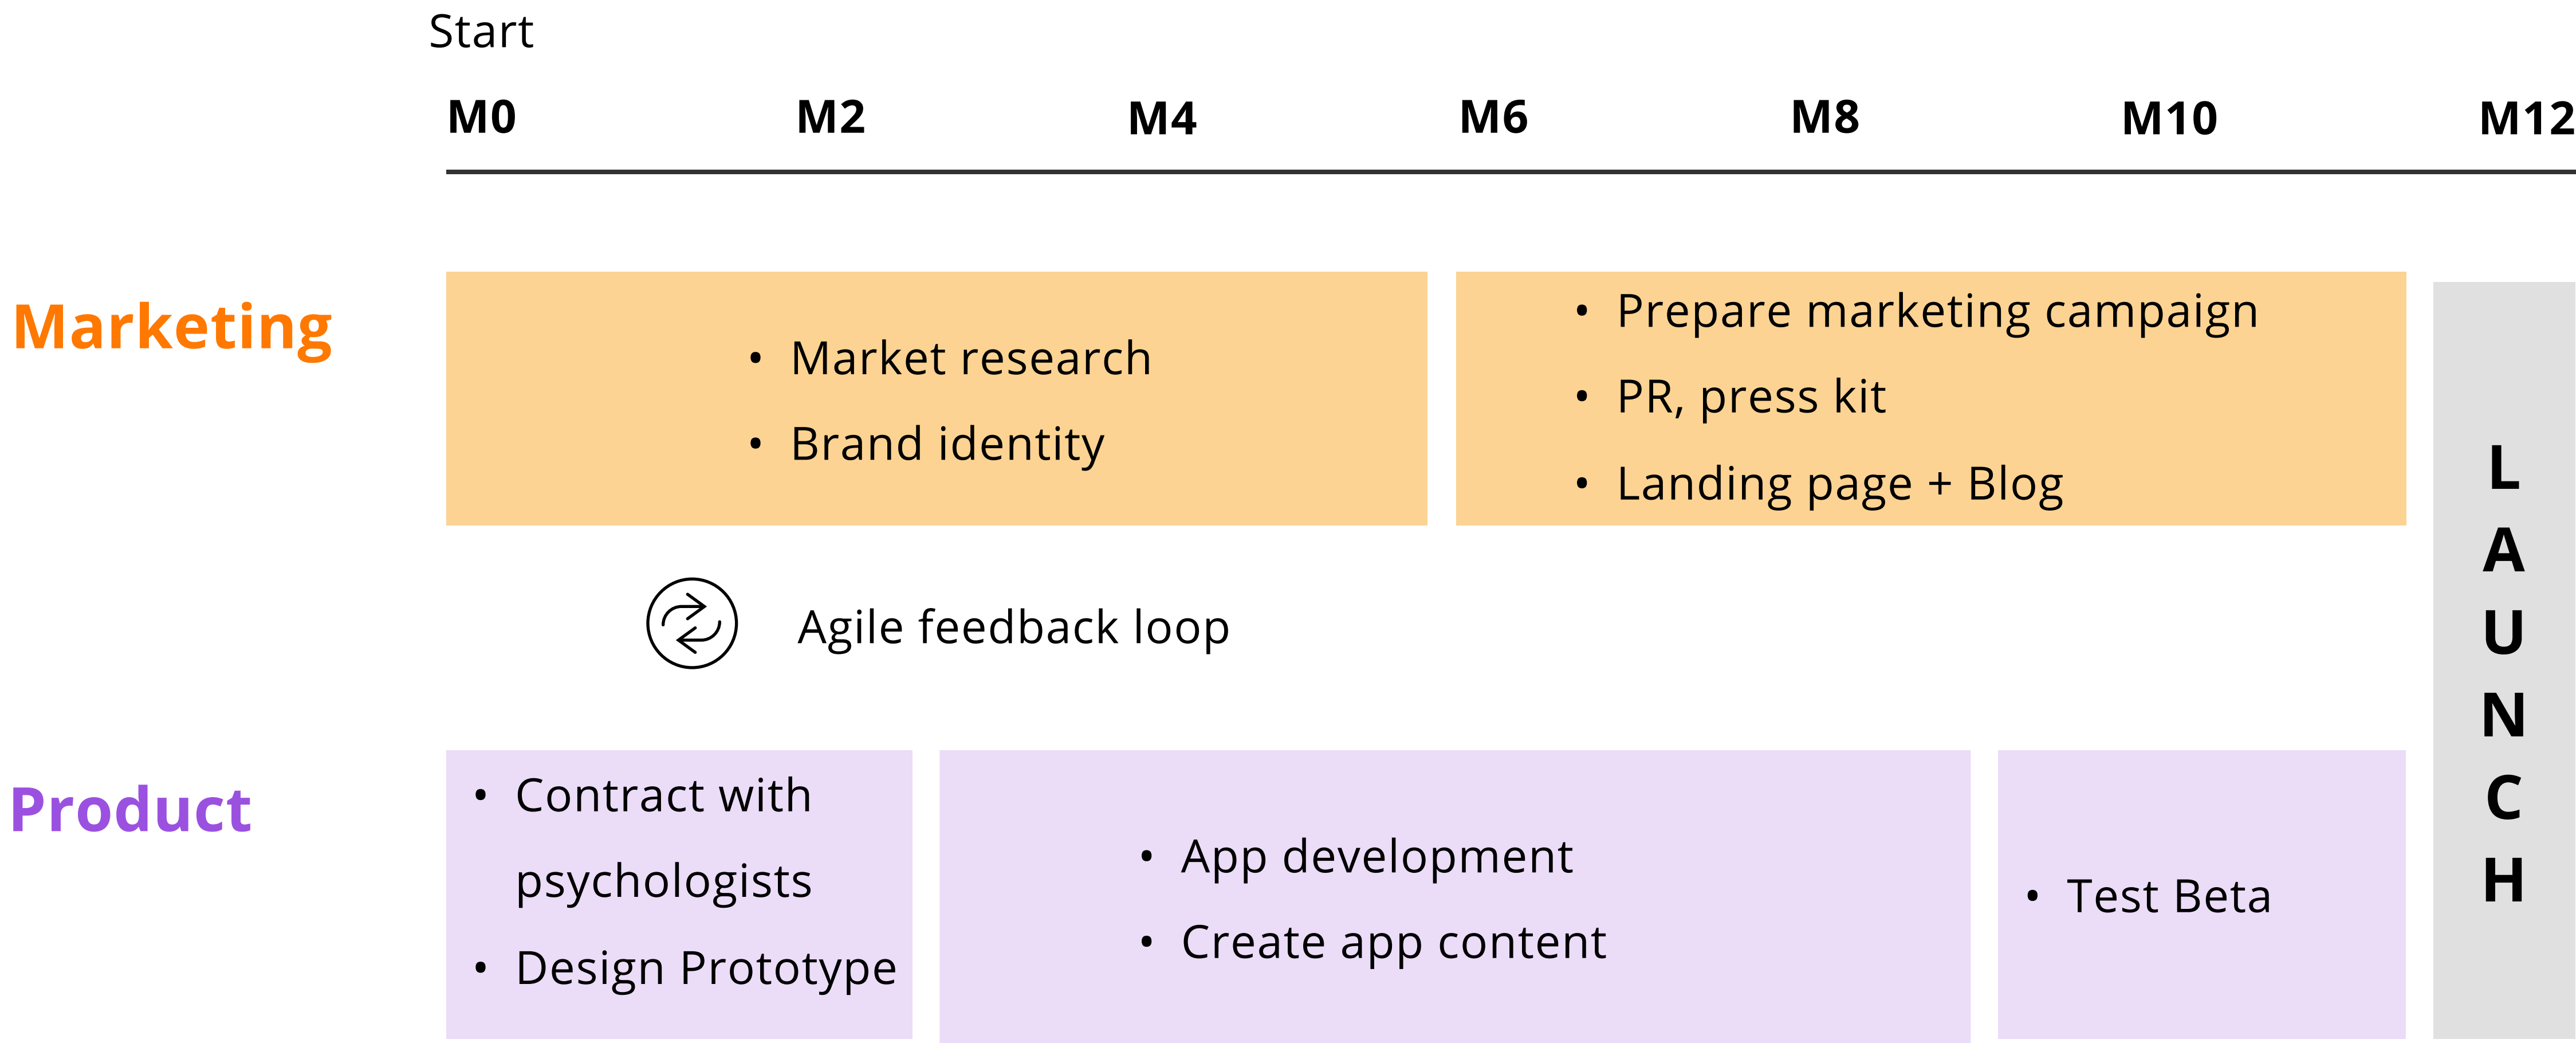 Start
M0 M2 M4 M6 M8 M10 M12
Marketing
• Market research
• Brand identity
• Prepare marketing campaign
• PR, press kit
• Landing page + Blog
Agile feedback loop
Product
• Contract with
psychologists
• Design Prototype
• App development
• Create app content
• Test Beta
L
A
U
N
C
H